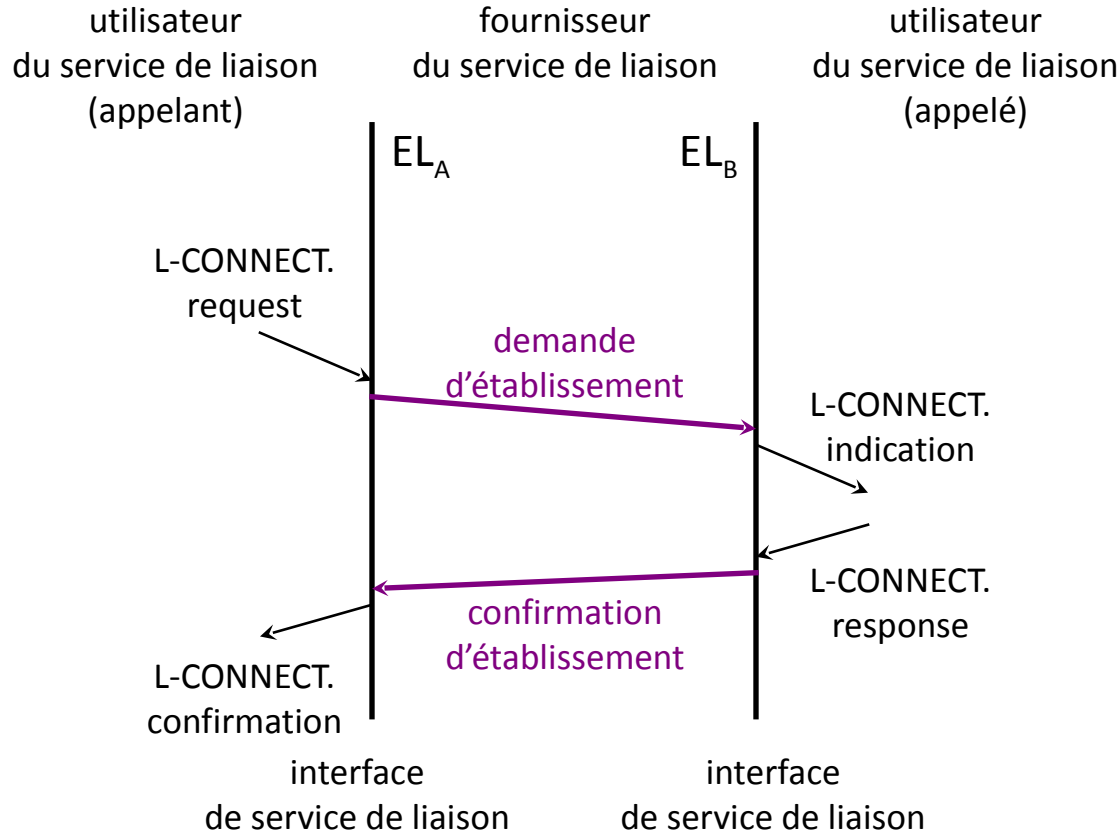 utilisateur
du service de liaison
(appelant)
fournisseur
du service de liaison
utilisateur
du service de liaison
(appelé)
EL_A
EL_B
L-CONNECT.
request
demande
d’établissement
L-CONNECT.
indication
L-CONNECT.
response
confirmation
d’établissement
L-CONNECT.
confirmation
interface
de service de liaison
interface
de service de liaison